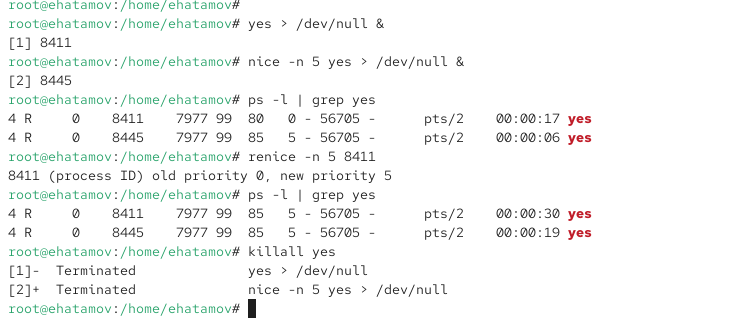 root@ehatamov:/home/ehatamov#
root@ehatamov:/home/ehatamov# yes > /dev/null &
[1] 8411
root@ehatamov:/home/ehatamov# nice -n 5 yes > /dev/null &
[2] 8445
root@ehatamov:/home/ehatamov# ps -l | grep yes
4 R     0    8411    7977 99  80   0 - 56705 -      pts/2    00:00:17 yes
4 R     0    8445    7977 99  85   5 - 56705 -      pts/2    00:00:06 yes
root@ehatamov:/home/ehatamov# renice -n 5 8411
8411 (process ID) old priority 0, new priority 5
root@ehatamov:/home/ehatamov# ps -l | grep yes
4 R     0    8411    7977 99  85   5 - 56705 -      pts/2    00:00:30 yes
4 R     0    8445    7977 99  85   5 - 56705 -      pts/2    00:00:19 yes
root@ehatamov:/home/ehatamov# killall yes
[1]-  Terminated              yes > /dev/null
[2]+  Terminated              nice -n 5 yes > /dev/null
root@ehatamov:/home/ehatamov#